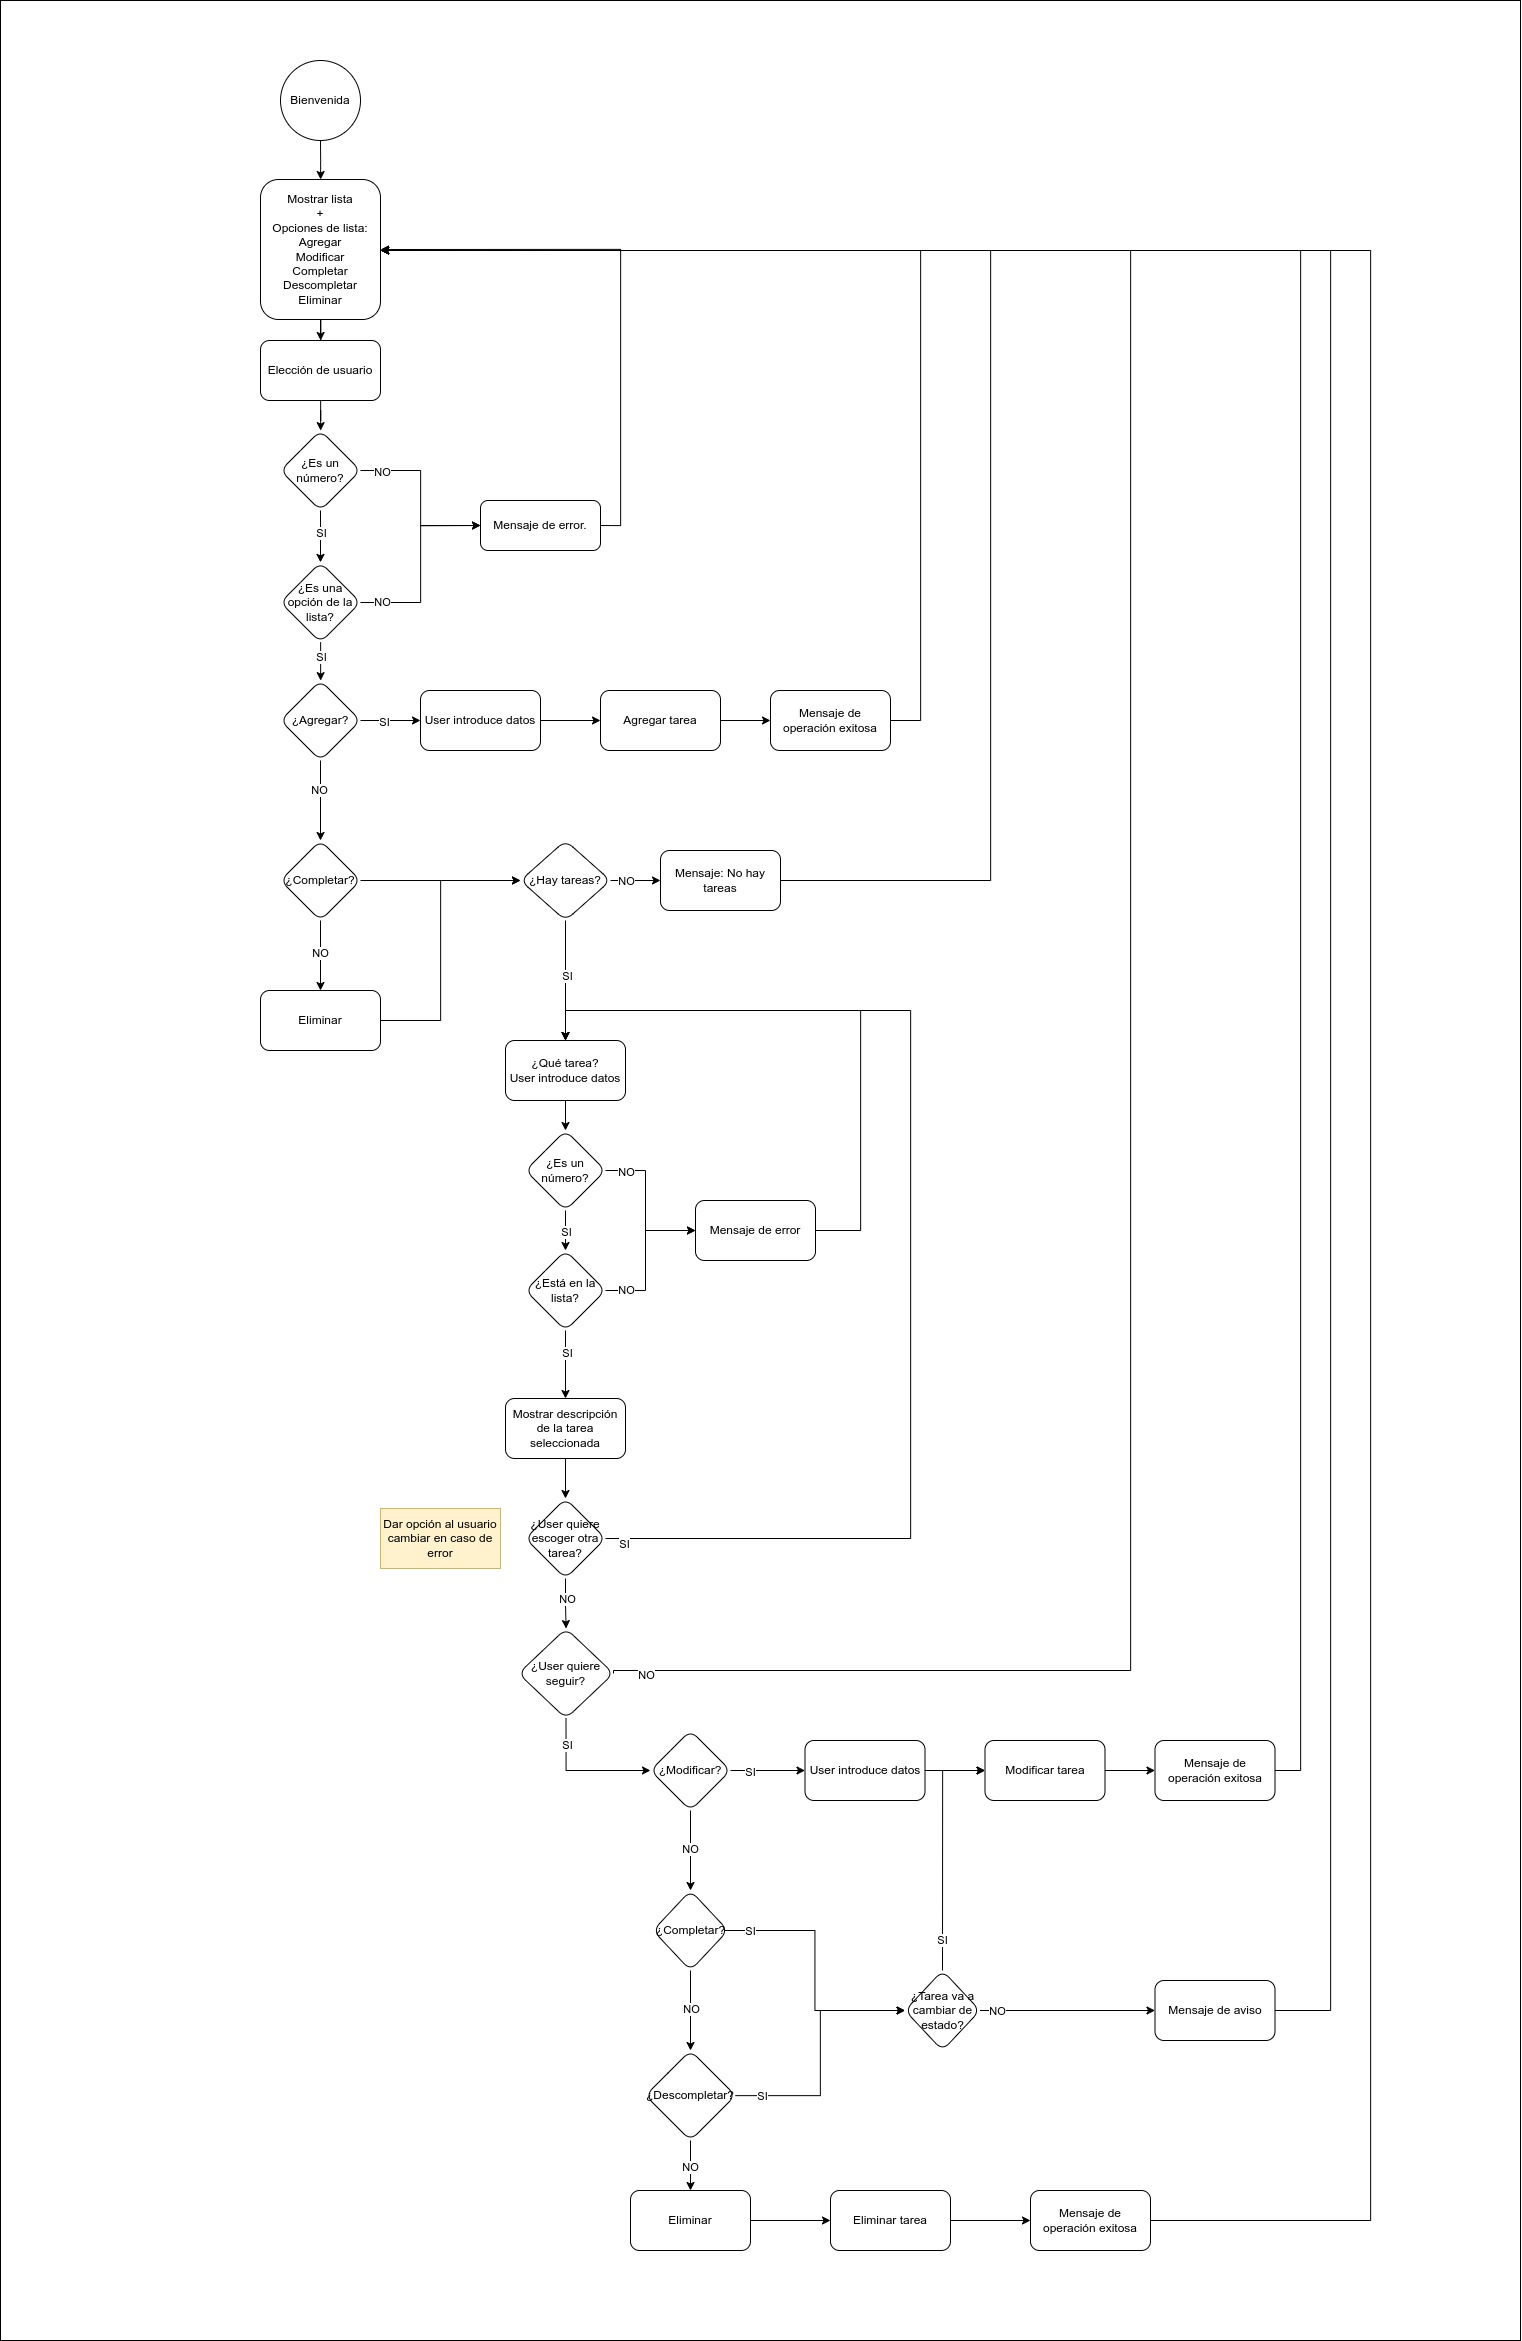 Bienvenida
Mostrar lista
+
Opciones de lista:
Agregar
Modificar
Completar
Descompletar
Eliminar
Elección de usuario
¿Es un
número?
NO
SI
Mensaje de error.
¿Es una
opción de la
lista?
NO
SI
¿Agregar?
SI
User introduce datos
Agregar tarea
Mensaje de
operación exitosa
NO
¿Completar?
¿Hay tareas?
NO
Mensaje: No hay
tareas
NO
SI
Eliminar
¿Qué tarea?
User introduce datos
¿Es un
número?
NO
SI
Mensaje de error
¿Está en la
lista?
NO
SI
Mostrar descripción
de la tarea
seleccionada
Dar opción al usuario
cambiar en caso de
error
¿User quiere
escoger otra
tarea?
SI
NO
¿User quiere
seguir?
NO
SI
¿Modificar?
SI
User introduce datos
Modificar tarea
Mensaje de
operación exitosa
NO
¿Completar?
SI
SI
NO
¿Tarea va a
cambiar de
estado?
NO
Mensaje de aviso
¿Descompletar?
SI
NO
Eliminar
Eliminar tarea
Mensaje de
operación exitosa